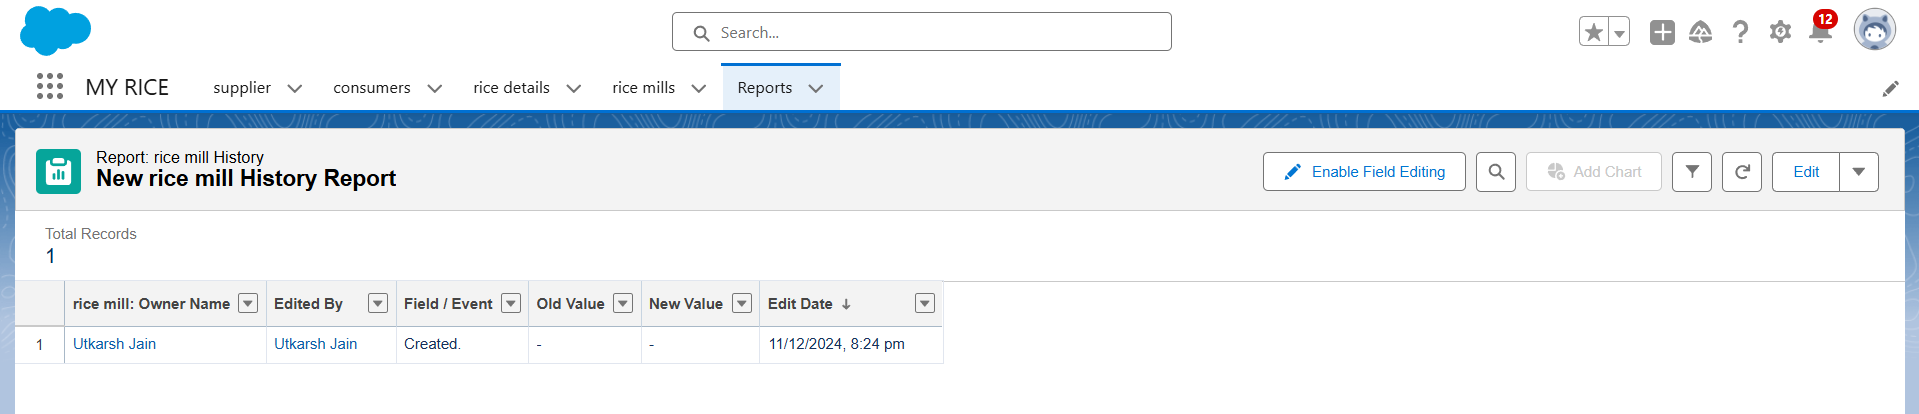 Search...
12
MY RICE supplier consumers rice details rice mills Reports
Report: rice mill History
New rice mill History Report
Enable Field Editing Add Chart Edit
Total Records
1
rice mill: Owner Name Edited By Field / Event Old Value New Value Edit Date ↓
1 Utkarsh Jain Utkarsh Jain Created. - - 11/12/2024, 8:24 pm